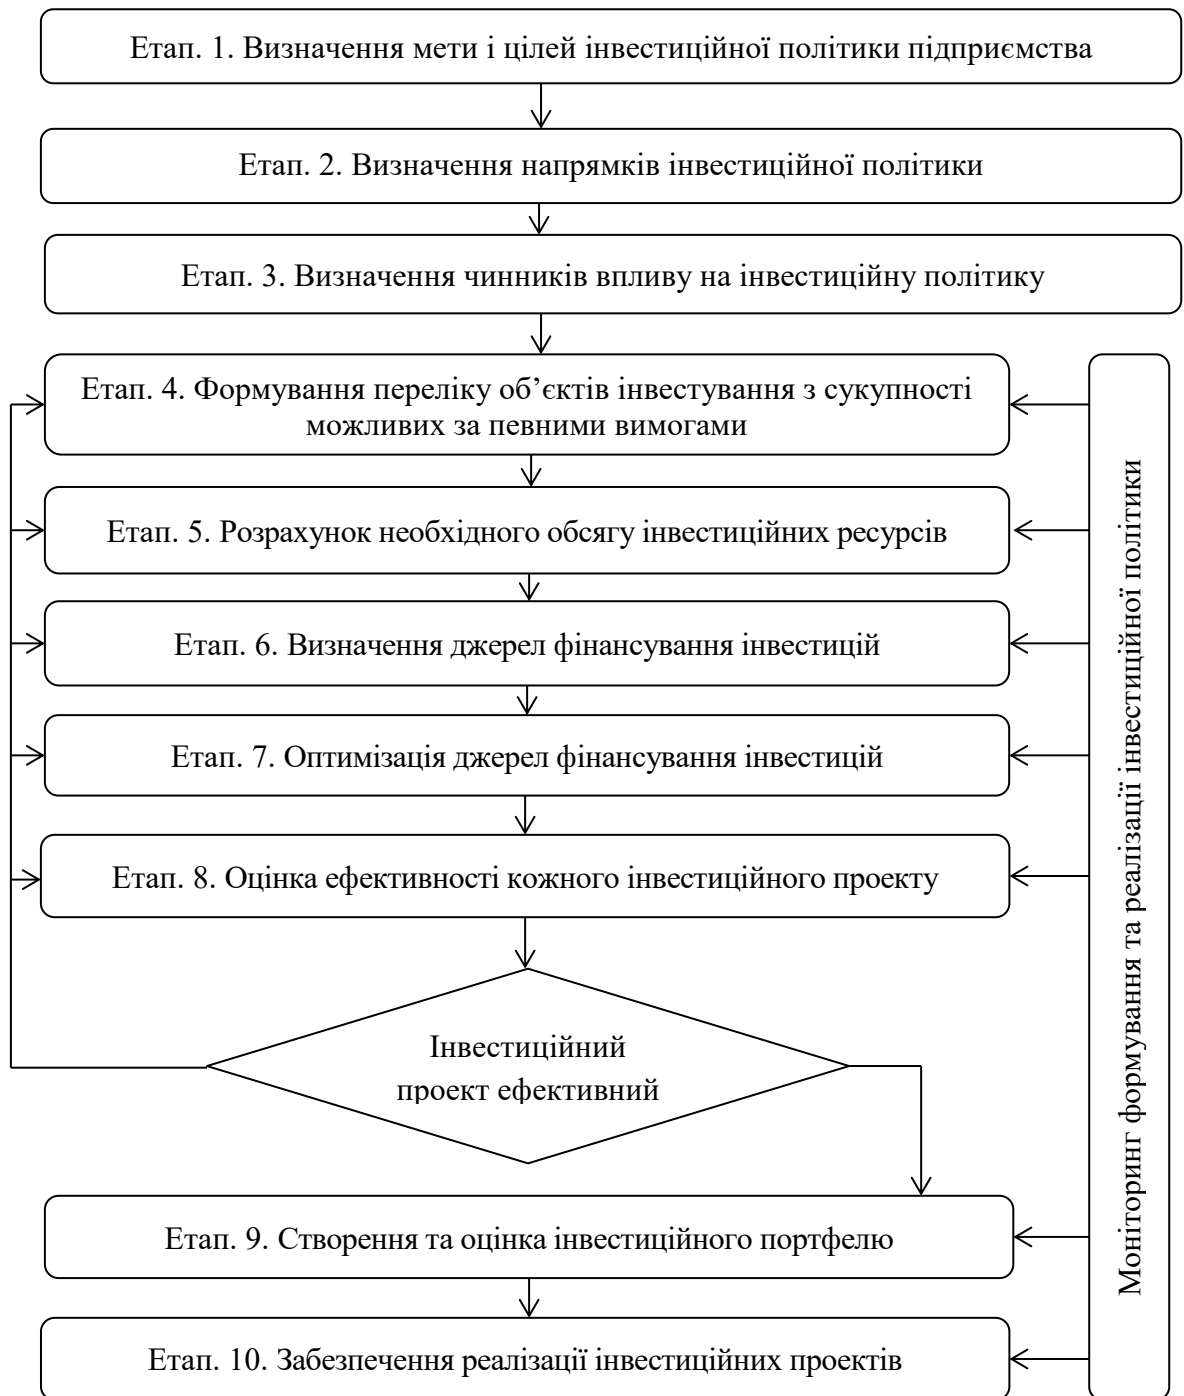 Етап. 1. Визначення мети і цілей інвестиційної політики підприємства
Етап. 2. Визначення напрямків інвестиційної політики
Етап. 3. Визначення чинників впливу на інвестиційну політику
Етап. 4. Формування переліку об’єктів інвестування з сукупності
можливих за певними вимогами
Етап. 5. Розрахунок необхідного обсягу інвестиційних ресурсів
Етап. 6. Визначення джерел фінансування інвестицій
Етап. 7. Оптимізація джерел фінансування інвестицій
Етап. 8. Оцінка ефективності кожного інвестиційного проекту
Інвестиційний
проект ефективний
Етап. 9. Створення та оцінка інвестиційного портфелю
Етап. 10. Забезпечення реалізації інвестиційних проектів
Моніторинг формування та реалізації інвестиційної політики